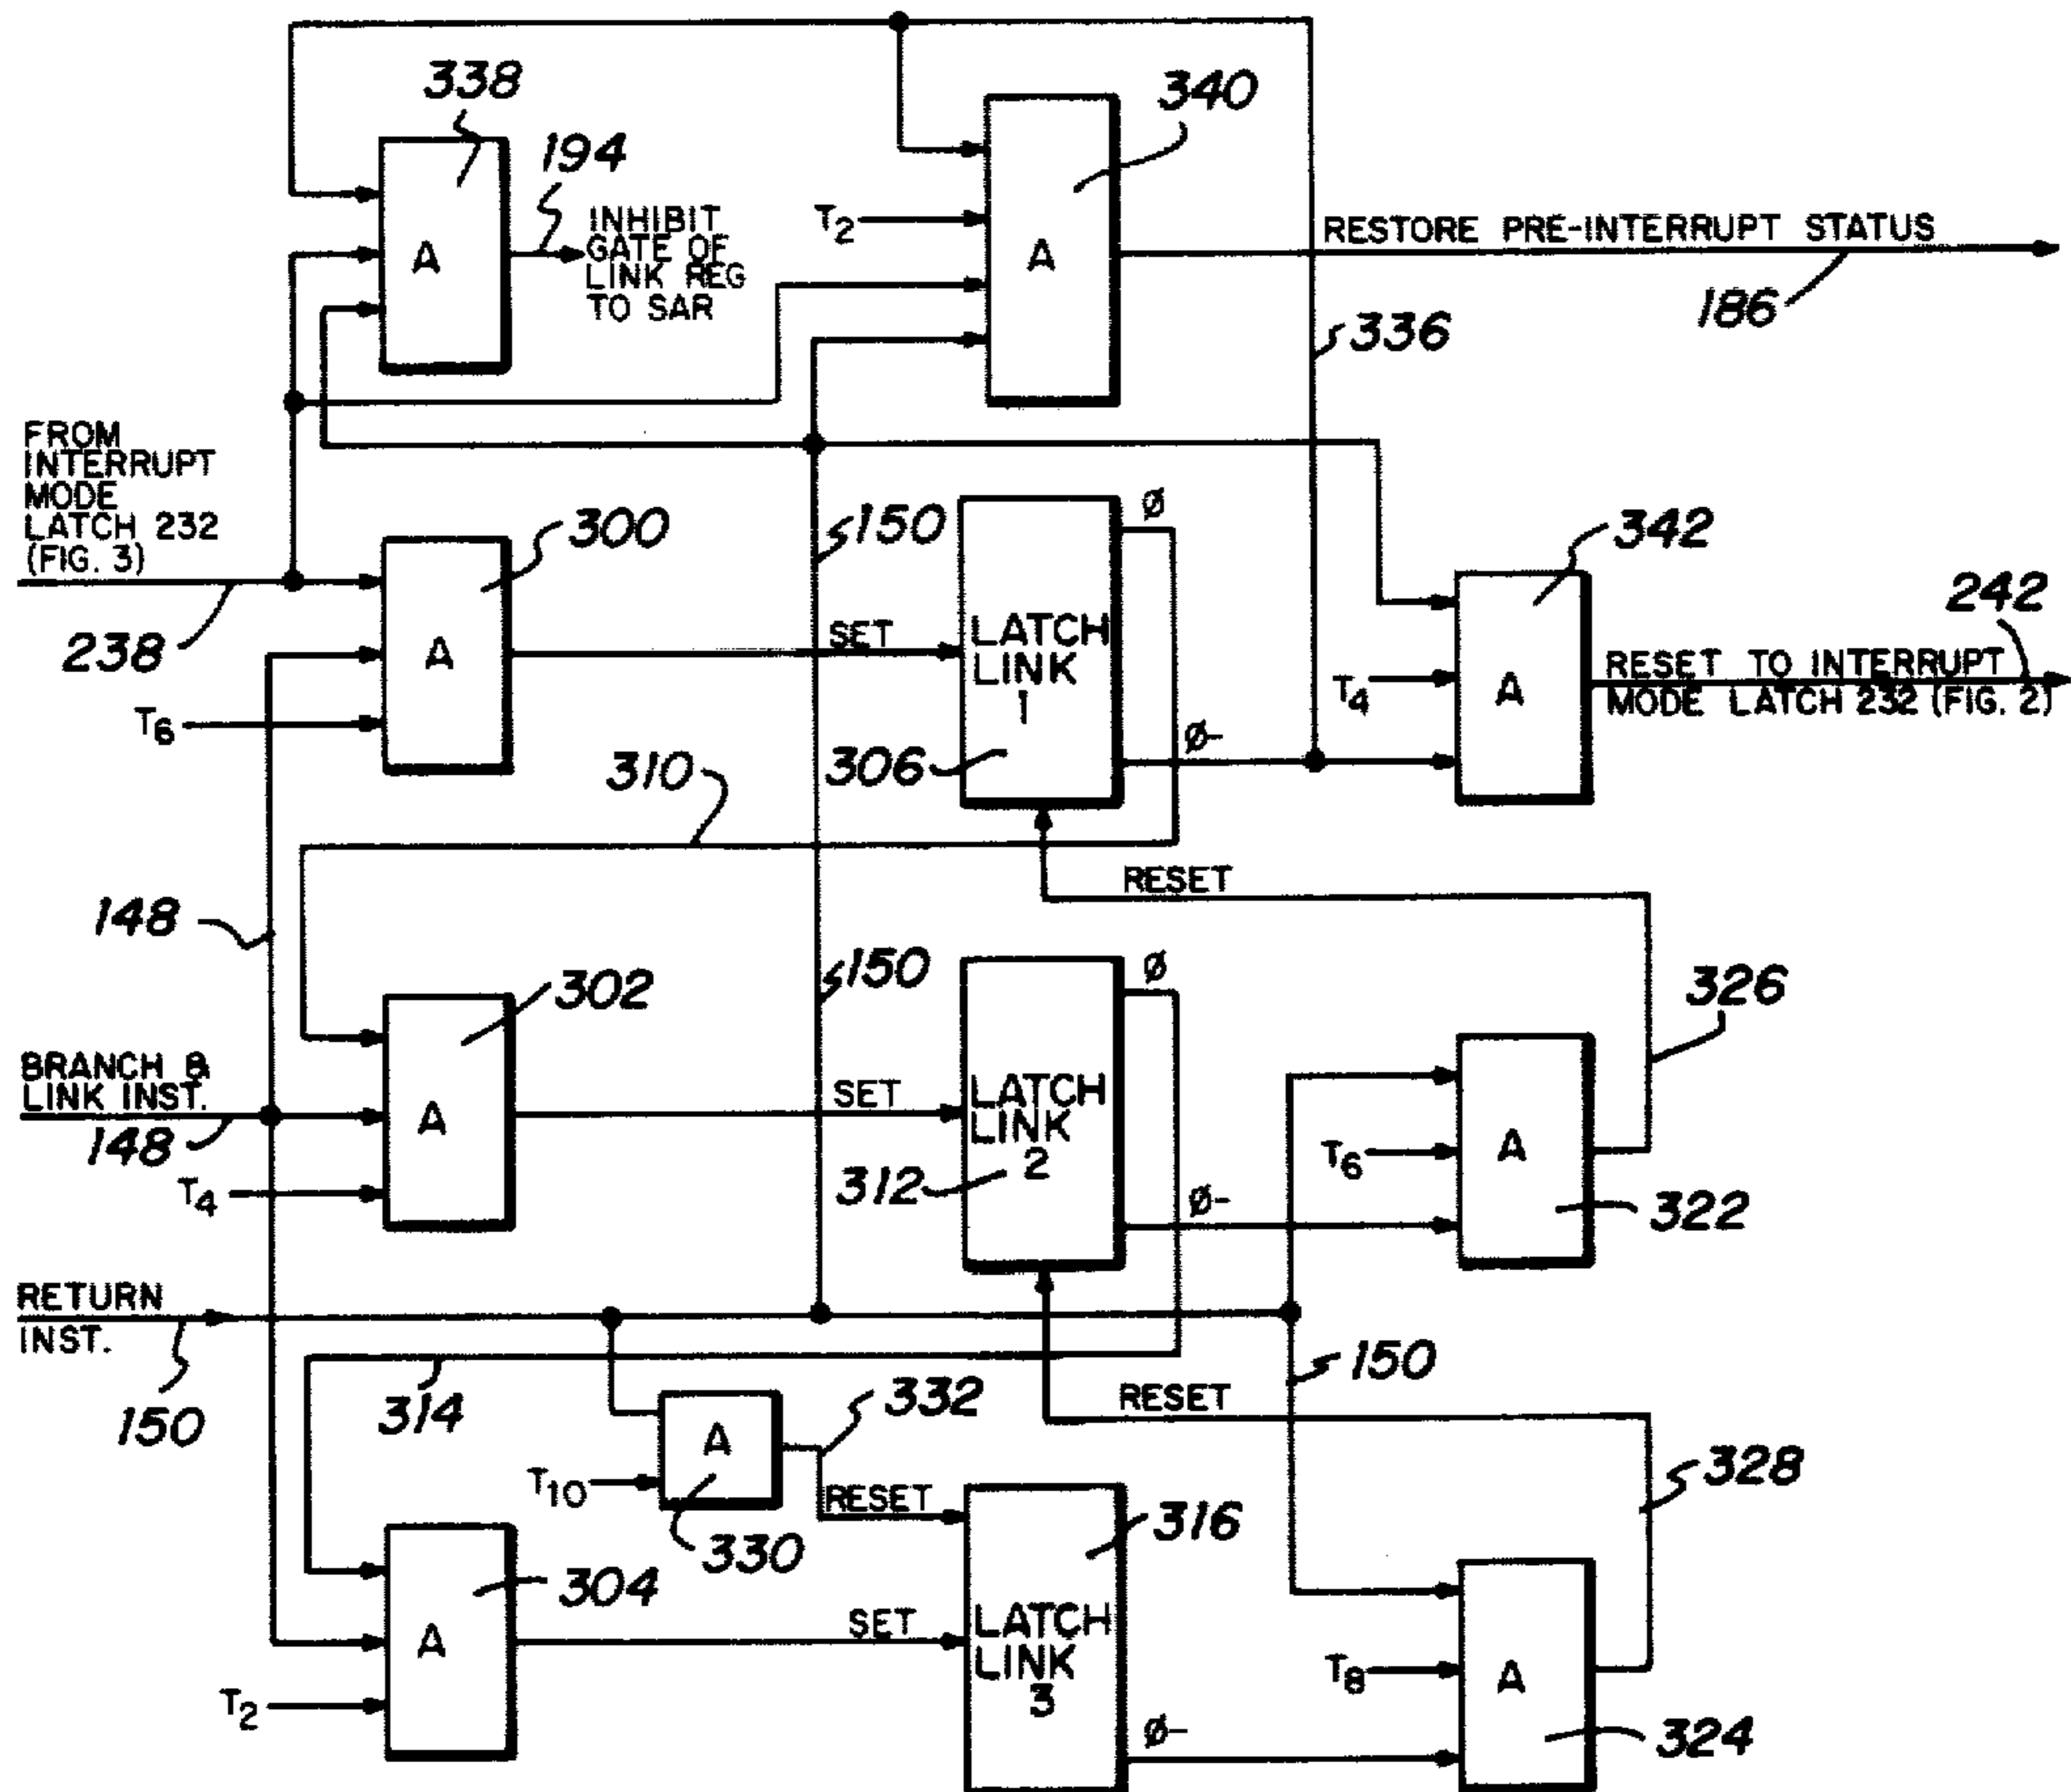 338
340
194
INHIBIT
GATE OF
LINK REG
TO SAR
A
T2
A
RESTORE PRE-INTERRUPT STATUS
186
336
FROM
INTERRUPT
MODE
LATCH 232
(FIG. 3)
238
300
A
T6
SET
150
LATCH
LINK
1
306
Ø
Ø-
342
T4
A
242
RESET TO INTERRUPT
MODE LATCH 232 (FIG. 2)
310
RESET
148
150
302
A
BRANCH &
LINK INST.
148
T4
SET
LATCH
LINK
2
312
Ø
Ø-
326
T6
A
322
RETURN
INST.
150
314
332
RESET
150
328
A
T10
330
RESET
316
304
A
T2
SET
LATCH
LINK
3
Ø-
T8
A
324